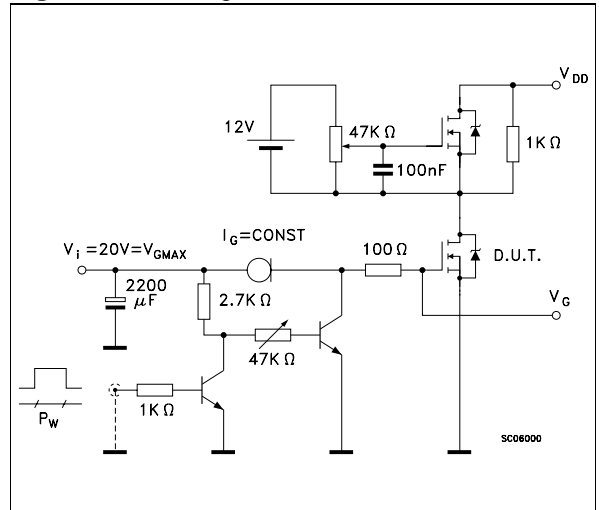 V DD
12V
47K Ω
1K Ω
100nF
I G =CONST
V i =20V=V GMAX
100 Ω
D.U.T.
2200
μF
2.7K Ω
V G
47K Ω
1K Ω
P W
SC06000